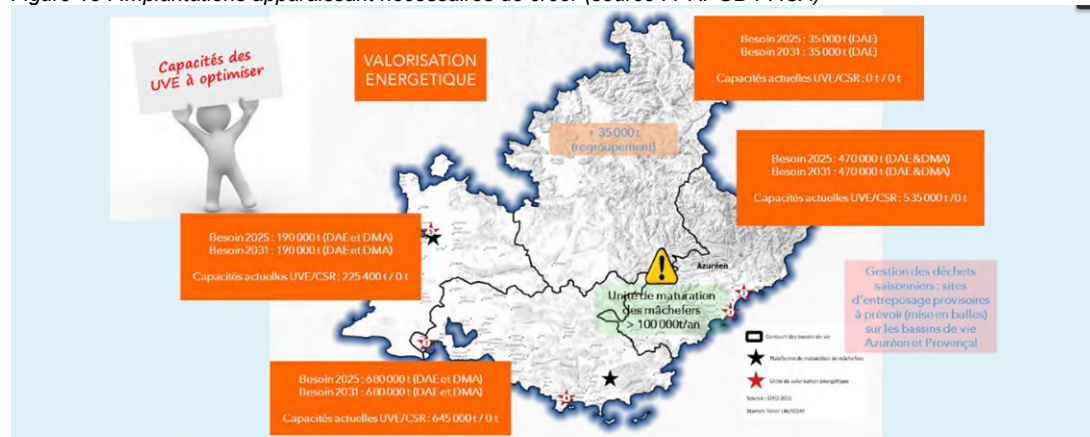 Capacités des
UVE à optimiser
VALORISATION
ENERGETIQUE
Besoin 2025 : 35 000 t (DAE)
Besoin 2031 : 35 000 t (DAE)
Capacités actuelles UVE/CSR : 0 t / 0 t
+ 35 000 t
(regroupement)
Besoin 2025 : 470 000 t (DAE &DMA)
Besoin 2031 : 470 000 t (DAE &DMA)
Capacités actuelles UVE/CSR : 535 000 t / 0 t
Besoin 2025 : 190 000 t (DAE et DMA)
Besoin 2031 : 190 000 t (DAE et DMA)
Capacités actuelles UVE/CSR : 225 400 t / 0 t
Azuréen
Unité de maturation
des mâchefers
> 100 000t/an
Gestion des déchets
saisonniers : sites
d'entreposage provisoires
à prévoir (mise en balles)
sur les bassins de vie
Azuréen et Provençal
Contours des bassins de vie
Plateforme de maturation de mâchefers
Unité de valorisation énergétique
Besoin 2025 : 680 000 t (DAE et DMA)
Besoin 2031 : 680 000 t (DAE et DMA)
Capacités actuelles UVE/CSR : 645 000 t / 0 t